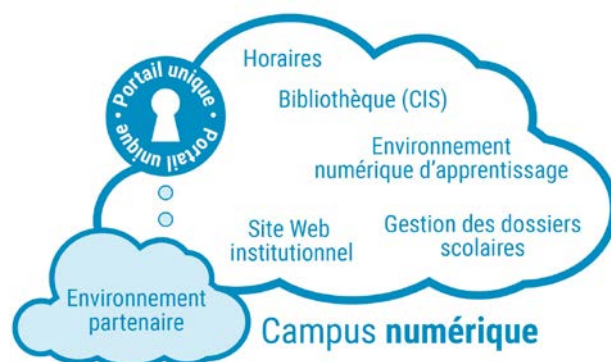 Portail unique • Portail unique •
Horaires
Bibliothèque (CIS)
Environnement
numérique d'apprentissage
Site Web
institutionnel
Gestion des dossiers
scolaires
Environnement
partenaire
Campus numérique